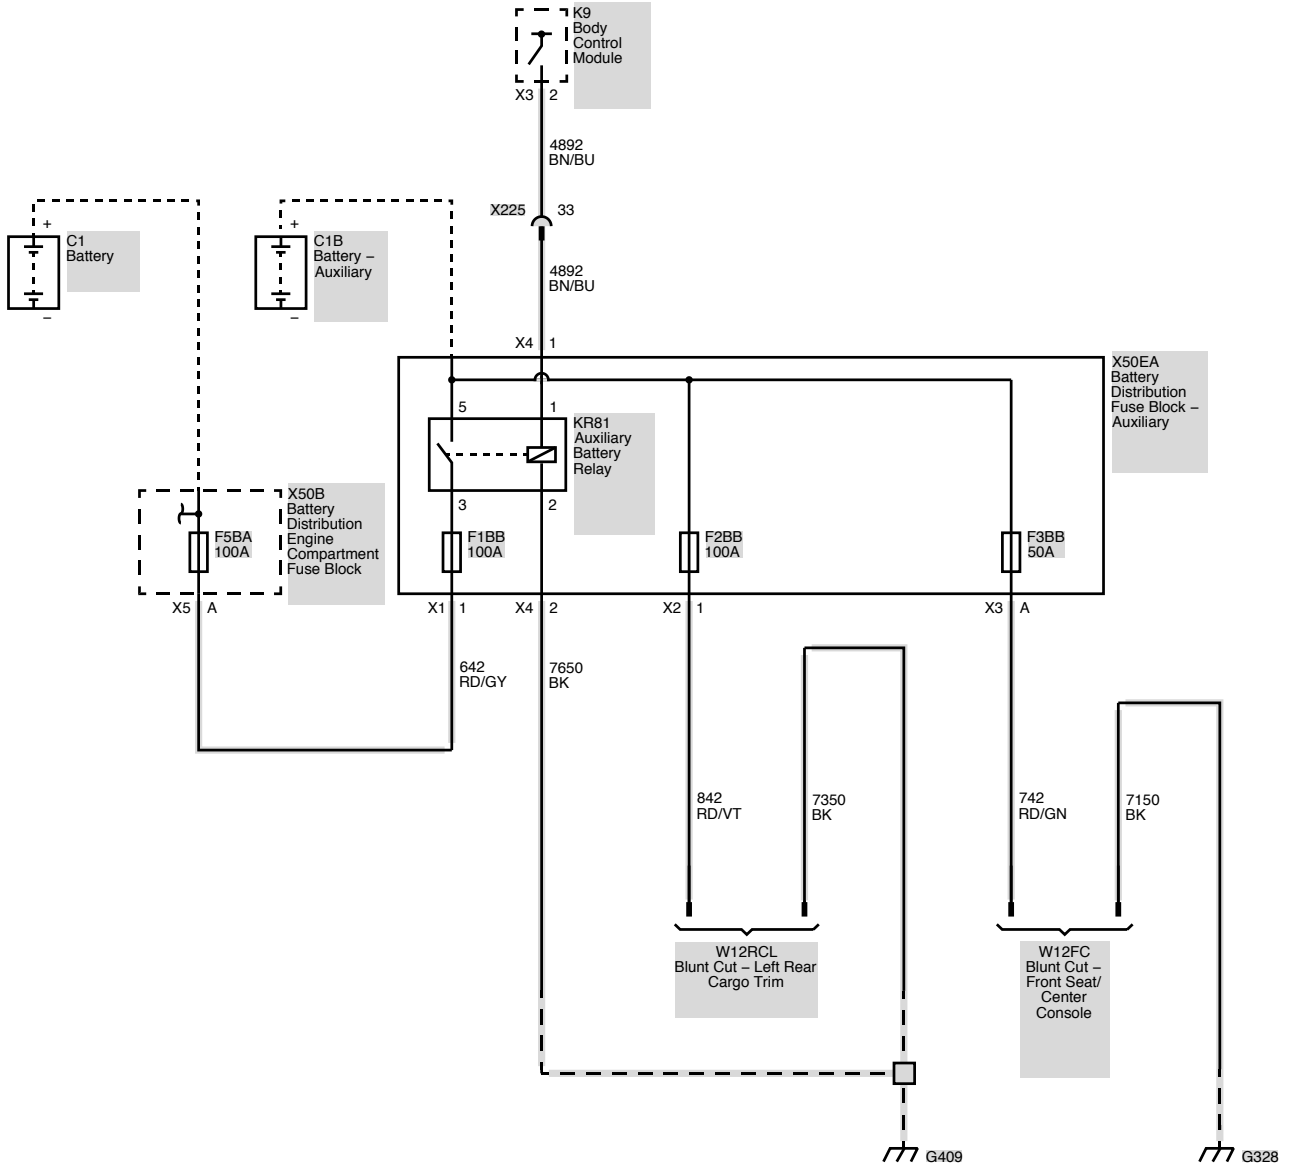 K9
Body
Control
Module
X3 2
4892
BN/BU
X225 33
4892
BN/BU
+
C1
Battery
–
+
C1B
Battery –
Auxiliary
–
X4 1
X50EA
Battery
Distribution
Fuse Block –
Auxiliary
5 1
KR81
Auxiliary
Battery
Relay
3 2
X50B
Battery
Distribution
Engine
Compartment
Fuse Block
F5BA
100A
F1BB
100A
F2BB
100A
F3BB
50A
X5 A
X1 1
X4 2
X2 1
X3 A
642
RD/GY
7650
BK
842
RD/VT
7350
BK
742
RD/GN
7150
BK
W12RCL
Blunt Cut – Left Rear
Cargo Trim
W12FC
Blunt Cut –
Front Seat/
Center
Console
G409
G328